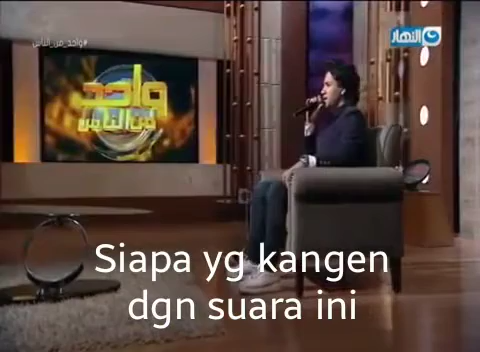 #واحد_من_الناس
النهار
واحد
من الناس
Siapa yg kangen
dgn suara ini